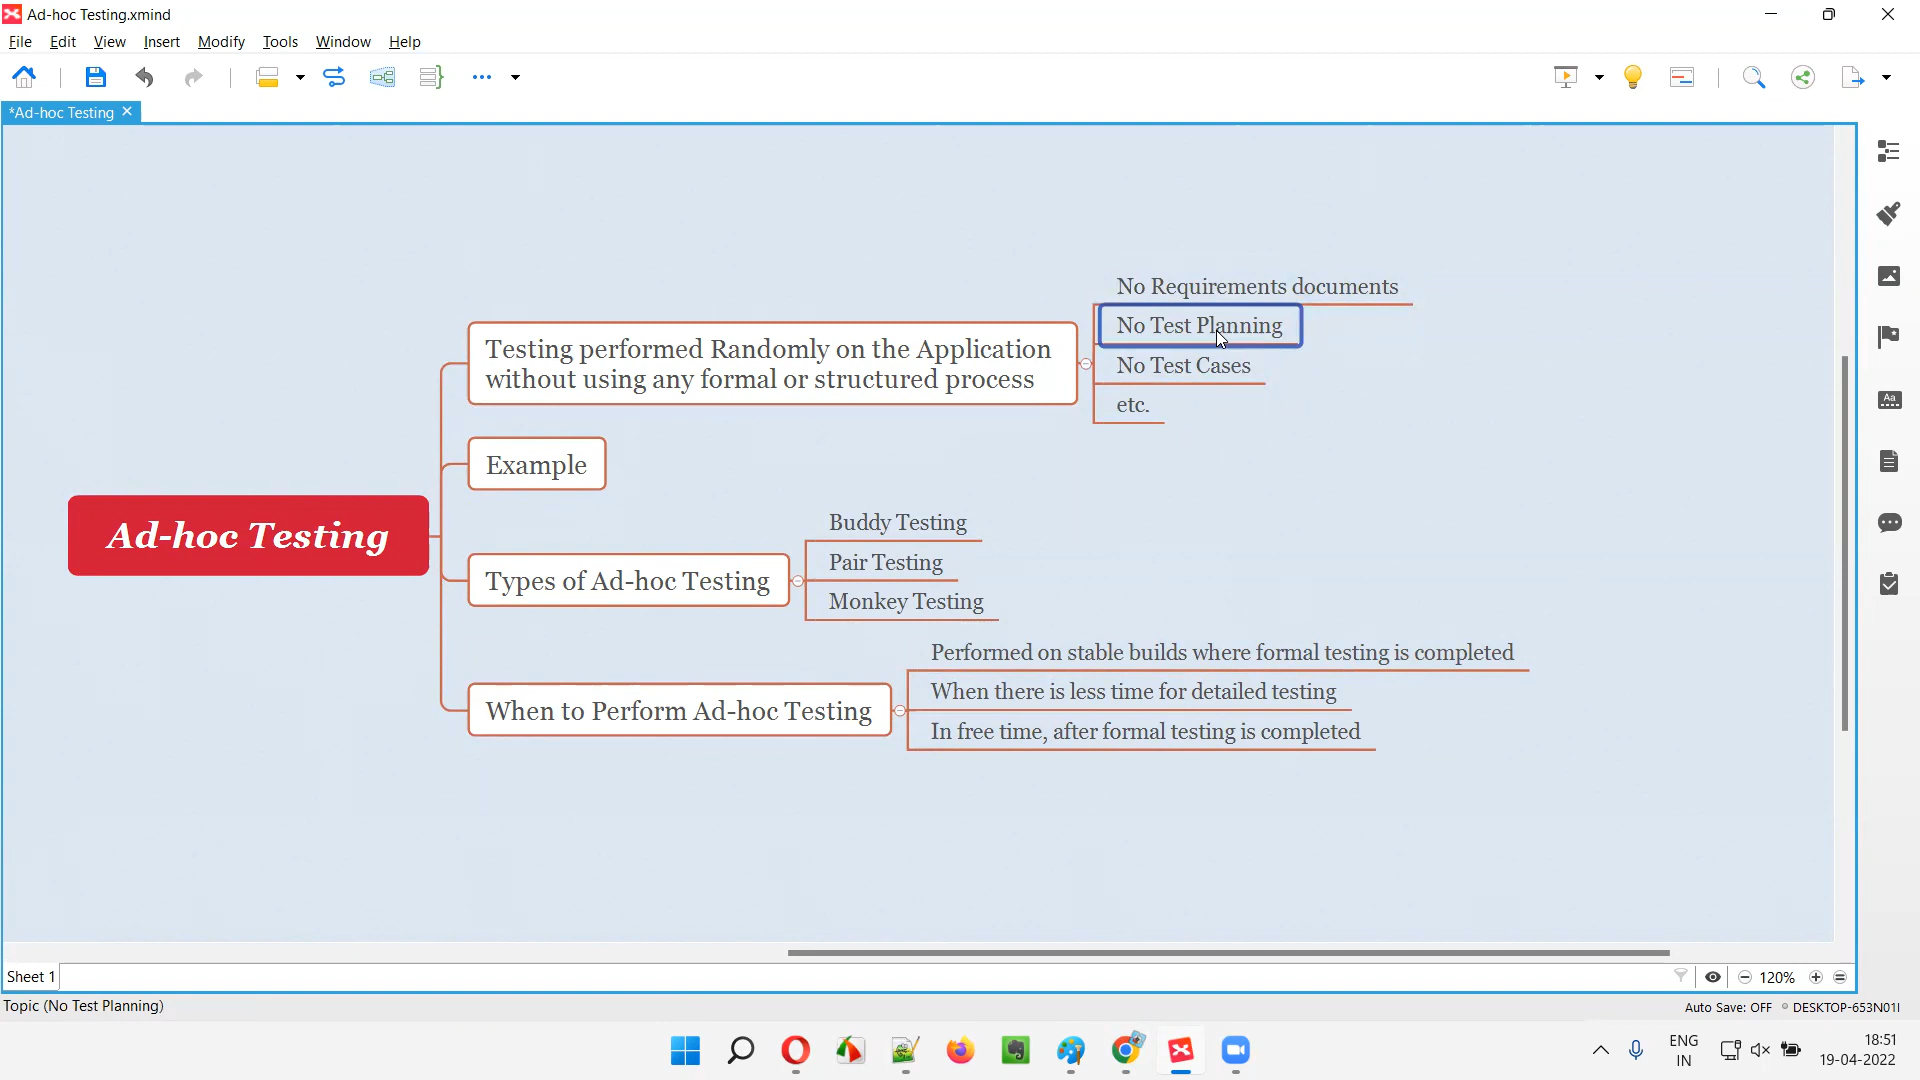 Ad-hoc Testing.xmind
File Edit View Insert Modify Tools Window Help
*Ad-hoc Testing
No Requirements documents
No Test Planning
No Test Cases
etc.
Testing performed Randomly on the Application
without using any formal or structured process
Example
Ad-hoc Testing
Buddy Testing
Pair Testing
Monkey Testing
Types of Ad-hoc Testing
Performed on stable builds where formal testing is completed
When there is less time for detailed testing
In free time, after formal testing is completed
When to Perform Ad-hoc Testing
Aa
Sheet 1
120%
Topic (No Test Planning)
Auto Save: OFF
DESKTOP-653N01I
ENG
IN
18:51
19-04-2022